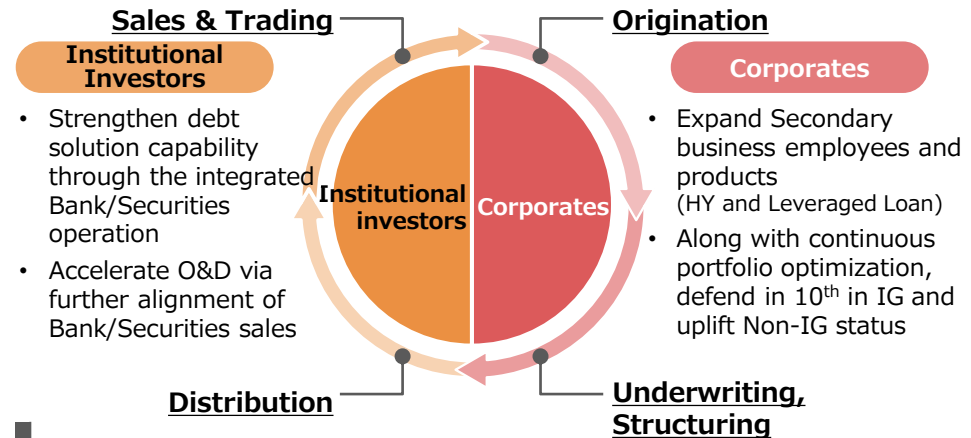 Sales & Trading
Origination
Institutional
Investors
Corporates
• Strengthen debt
solution capability
through the integrated
Bank/Securities
operation
• Accelerate O&D via
further alignment of
Bank/Securities sales
Institutional
investors
Corporates
• Expand Secondary
business employees and
products
(HY and Leveraged Loan)
• Along with continuous
portfolio optimization,
defend in 10th in IG and
uplift Non-IG status
Distribution
Underwriting,
Structuring